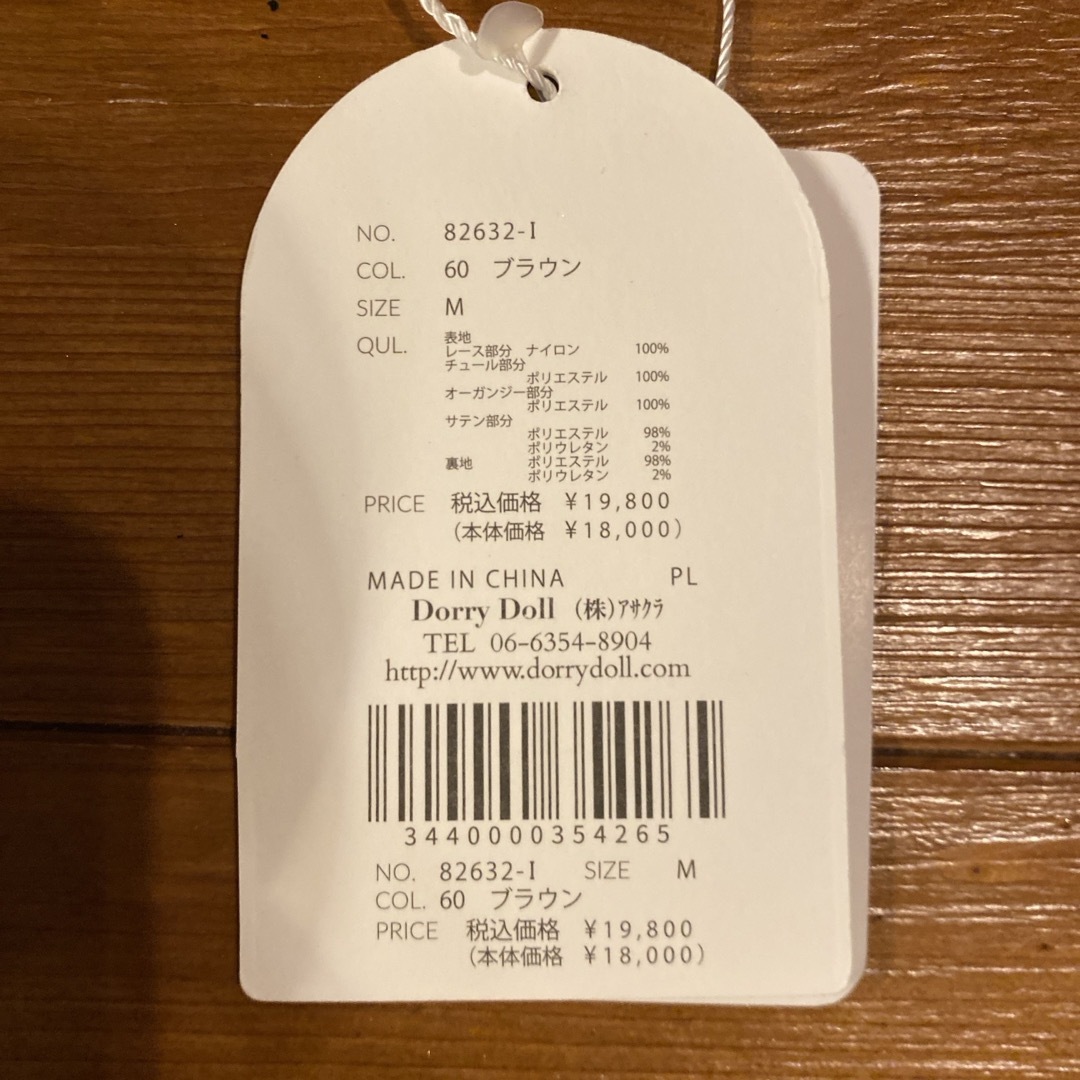 NO. 82632-I
COL. 60 ブラウン
SIZE M
QUL. 表地
レース部分 ナイロン 100%
チュール部分
ポリエステル 100%
オーガンジー部分
ポリエステル 100%
サテン部分
ポリエステル 98%
ポリウレタン 2%
裏地 ポリエステル 98%
ポリウレタン 2%
PRICE 税込価格 ¥19,800
(本体価格 ¥18,000)
MADE IN CHINA PL
Dorry Doll (株)ｱｻｸﾗ
TEL 06-6354-8904
http://www.dorrydoll.com
3440000354265
NO. 82632-I SIZE M
COL. 60 ブラウン
PRICE 税込価格 ¥19,800
(本体価格 ¥18,000)